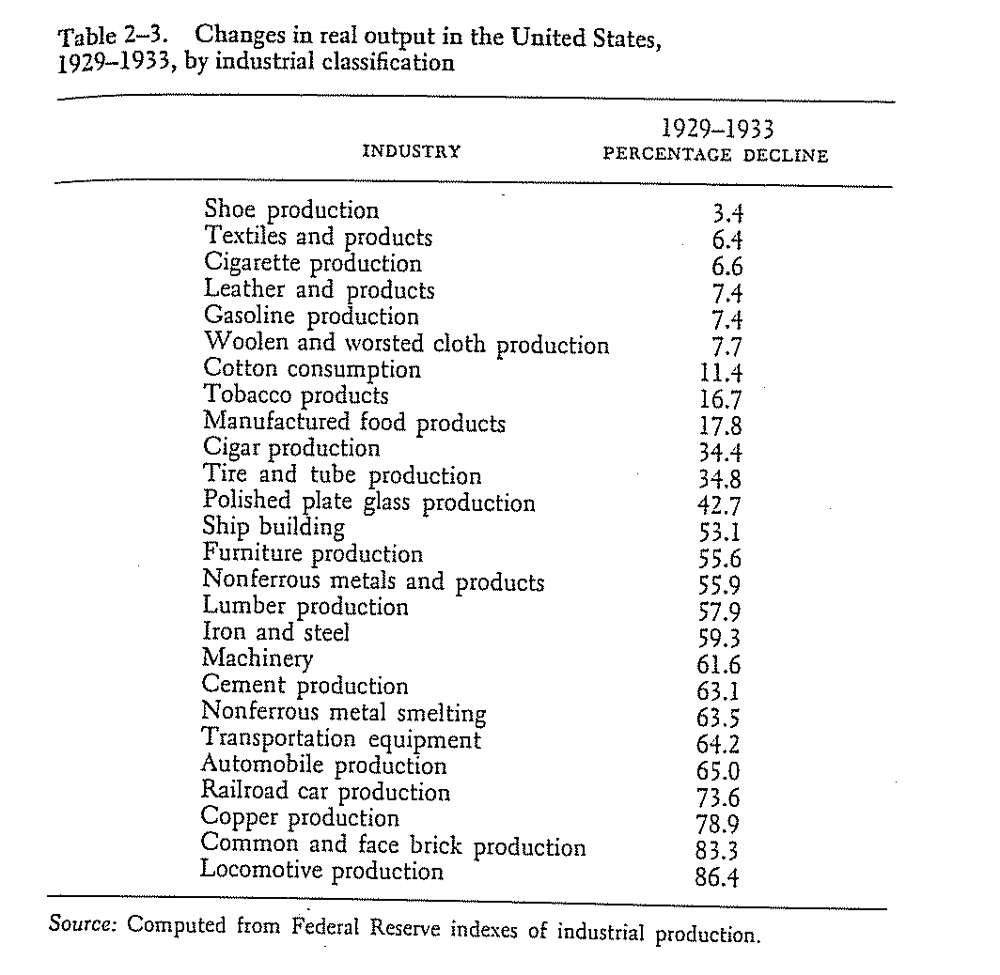 Table 2–3. Changes in real output in the United States,
1929–1933, by industrial classification
1929–1933
INDUSTRY PERCENTAGE DECLINE
Shoe production 3.4
Textiles and products 6.4
Cigarette production 6.6
Leather and products 7.4
Gasoline production 7.4
Woolen and worsted cloth production 7.7
Cotton consumption 11.4
Tobacco products 16.7
Manufactured food products 17.8
Cigar production 34.4
Tire and tube production 34.8
Polished plate glass production 42.7
Ship building 53.1
Furniture production 55.6
Nonferrous metals and products 55.9
Lumber production 57.9
Iron and steel 59.3
Machinery 61.6
Cement production 63.1
Nonferrous metal smelting 63.5
Transportation equipment 64.2
Automobile production 65.0
Railroad car production 73.6
Copper production 78.9
Common and face brick production 83.3
Locomotive production 86.4
Source: Computed from Federal Reserve indexes of industrial production.